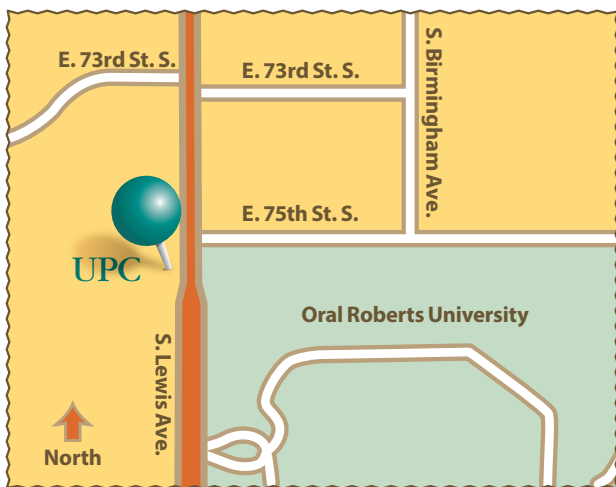 E. 73rd St. S.
E. 73rd St. S.
S. Birmingham Ave.
E. 75th St. S.
UPC
Oral Roberts University
S. Lewis Ave.
North